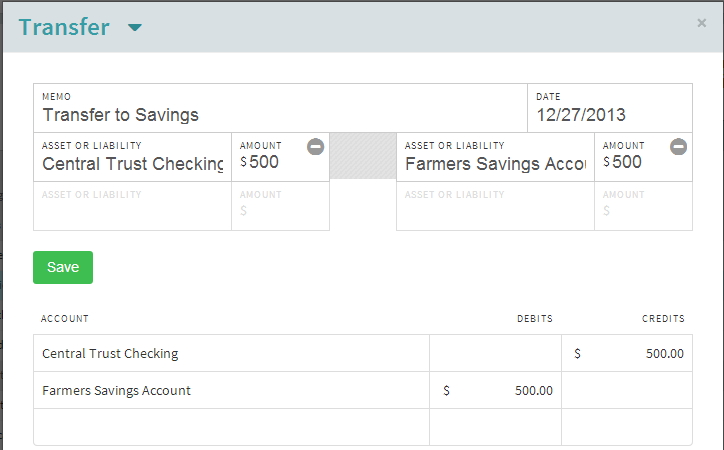 Transfer
×
MEMO DATE
Transfer to Savings 12/27/2013
ASSET OR LIABILITY AMOUNT ASSET OR LIABILITY AMOUNT
Central Trust Checking $500 Farmers Savings Accou $500
ASSET OR LIABILITY AMOUNT ASSET OR LIABILITY AMOUNT
$ $
Save
ACCOUNT DEBITS CREDITS
Central Trust Checking $ 500.00
Farmers Savings Account $ 500.00